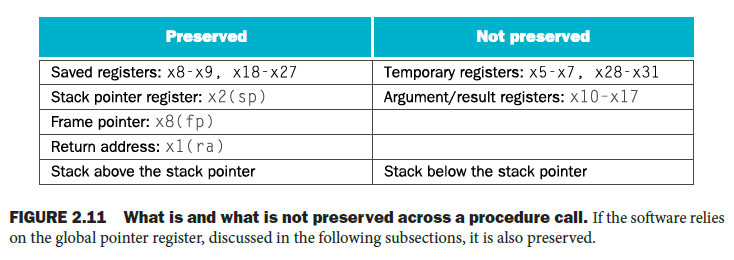 Preserved Not preserved
Saved registers: x8-x9, x18-x27 Temporary registers: x5-x7, x28-x31
Stack pointer register: x2(sp) Argument/result registers: x10–x17
Frame pointer: x8(fp)
Return address: x1(ra)
Stack above the stack pointer Stack below the stack pointer
FIGURE 2.11 What is and what is not preserved across a procedure call. If the software relies
on the global pointer register, discussed in the following subsections, it is also preserved.